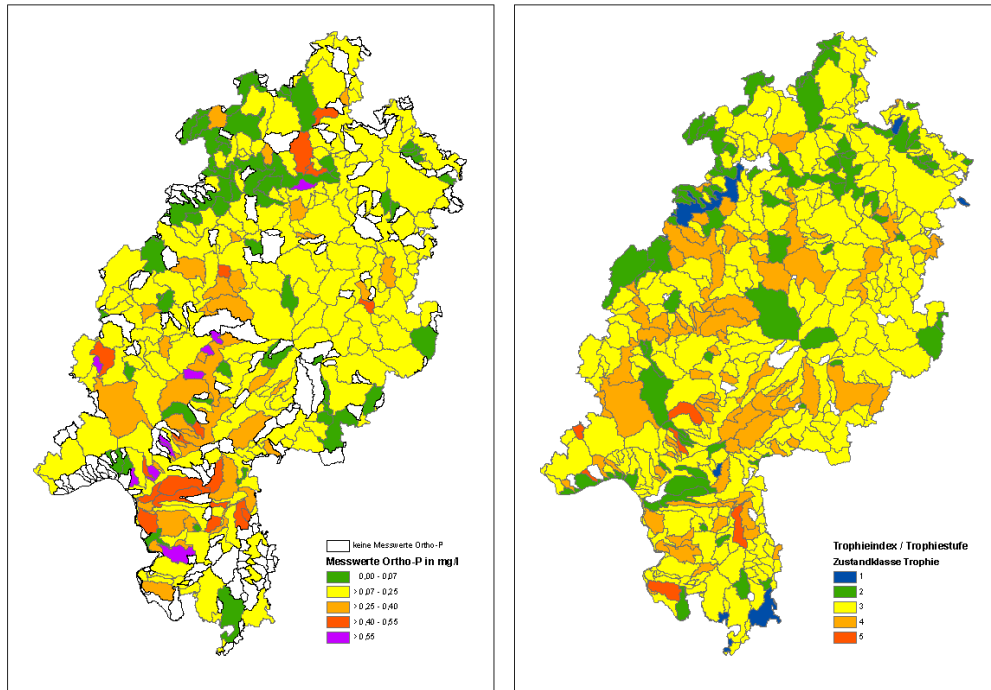 keine Messwerte Ortho-P
Messwerte Ortho-P in mg/l
0,00 - 0,07
> 0,07 - 0,25
> 0,25 - 0,40
> 0,40 - 0,55
> 0,55
Trophieindex / Trophiestufe
Zustandklasse Trophie
1
2
3
4
5